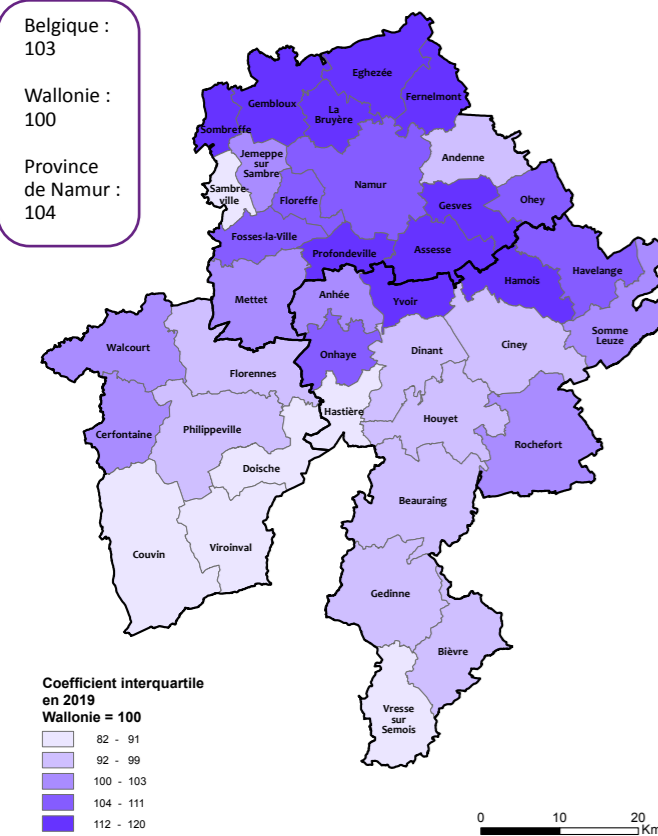 Belgique :
103
Wallonie :
100
Province
de Namur :
104
Eghezée
Gembloux
Fernelmont
La
Bruyère
Sombreffe
Jemeppe
sur
Sambre
Andenne
Sambre-
ville
Namur
Floreffe
Gesves
Ohey
Fosses-la-Ville
Profondeville
Assesse
Havelange
Hamois
Mettet
Anhée
Yvoir
Somme
Leuze
Walcourt
Onhaye
Dinant
Ciney
Florennes
Hastière
Houyet
Cerfontaine
Philippeville
Rochefort
Doische
Beauraing
Couvin
Viroinval
Gedinne
Bièvre
Vresse
sur
Semois
Coefficient interquartile
en 2019
Wallonie = 100
82 - 91
92 - 99
100 - 103
104 - 111
112 - 120
0 10 20
Km